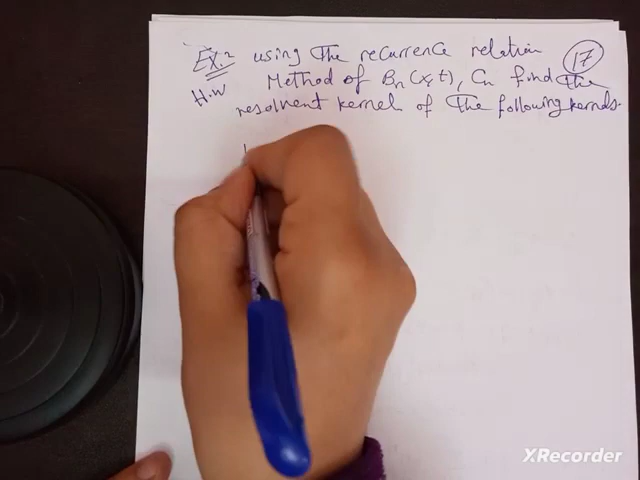 Ex.2 using the recurrence relation 17
H.W Method of Bn(x,t), Cn find the
resolvent kernel of the following kernels.
XRecorder